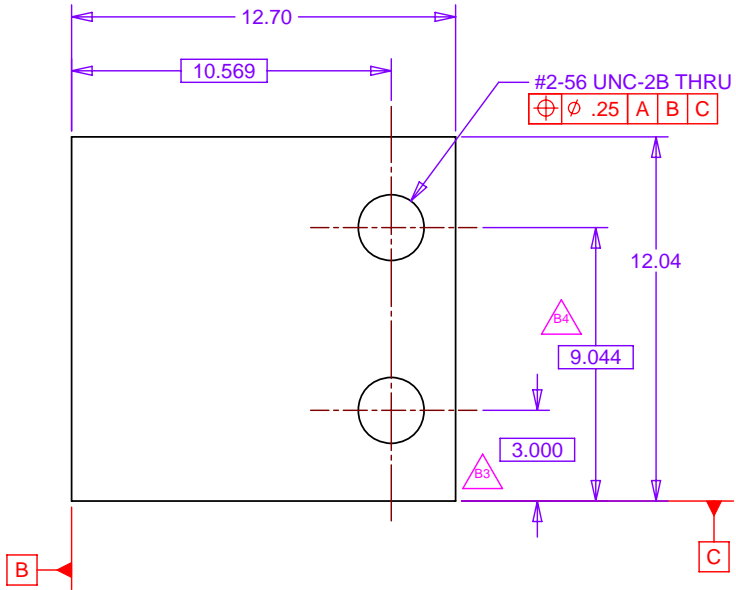 12.70
10.569
#2-56 UNC-2B THRU
⌖ ⌀ .25 A B C
12.04
B4
9.044
3.000
B3
B
C